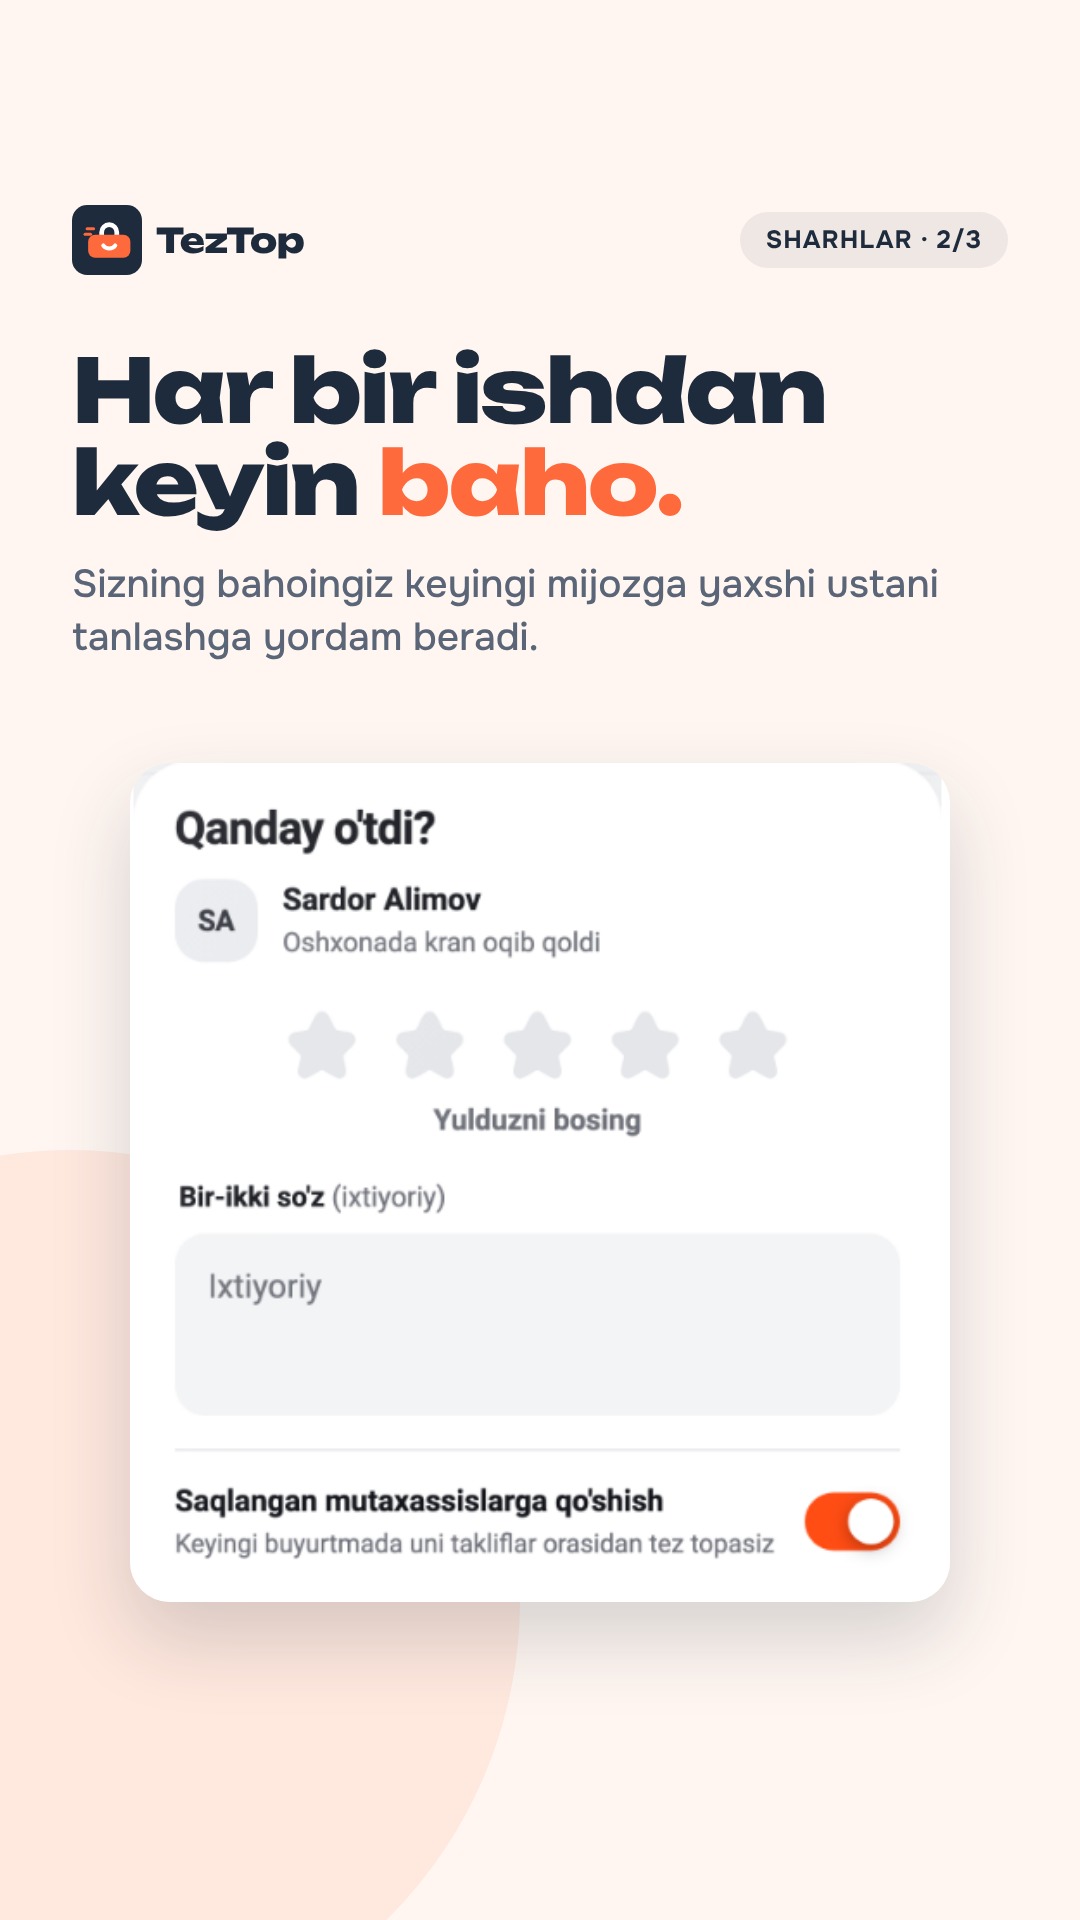 TezTop
SHARHLAR · 2/3
Har bir ishdan
keyin baho.
Sizning bahoingiz keyingi mijozga yaxshi ustani
tanlashga yordam beradi.
Qanday o'tdi?
SA
Sardor Alimov
Oshxonada kran oqib qoldi
Yulduzni bosing
Bir-ikki so'z (ixtiyoriy)
Ixtiyoriy
Saqlangan mutaxassislarga qo'shish
Keyingi buyurtmada uni takliflar orasidan tez topasiz